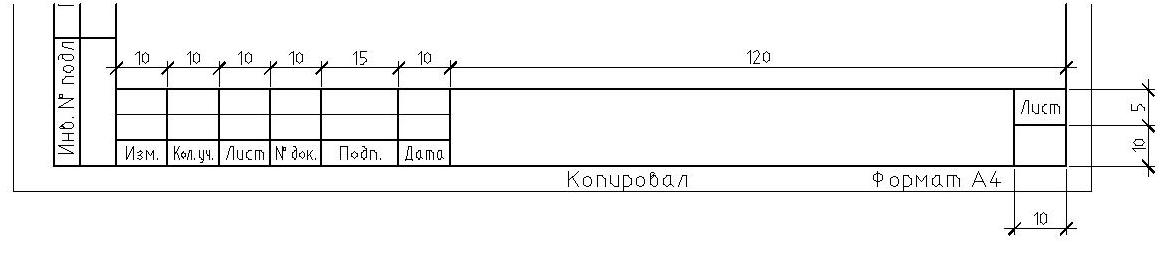 10 10 10 10 15 10 120
Инв. № подл
Лист
5
10
Изм. Кол.уч. Лист № док. Подп. Дата
Копировал Формат А4
10